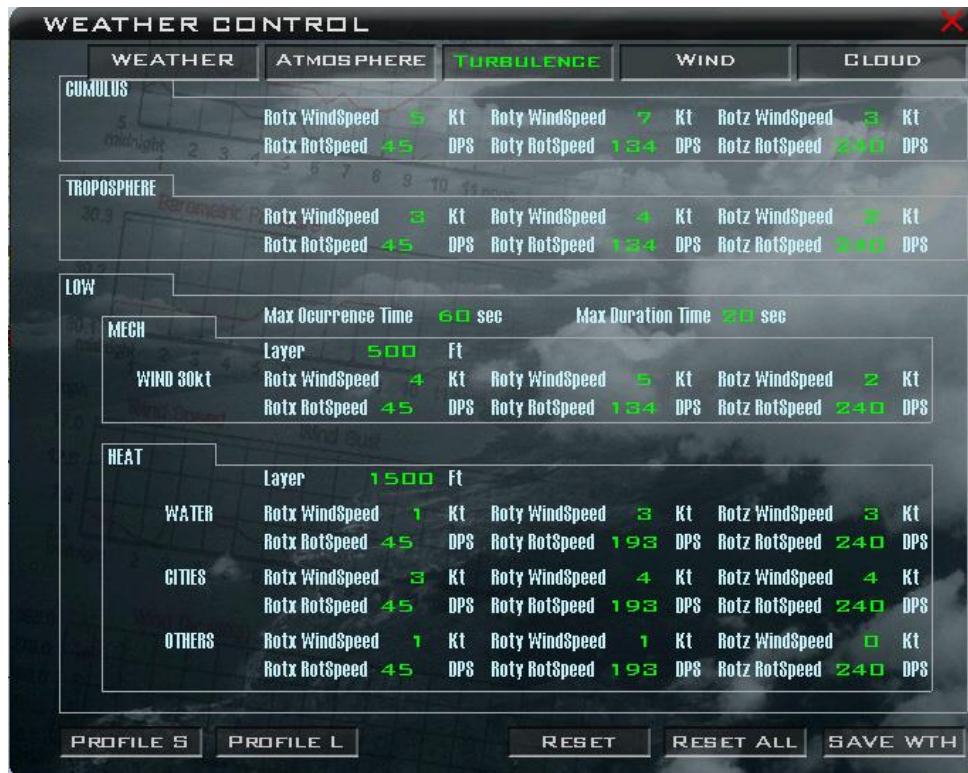 WEATHER CONTROL
WEATHER ATMOSPHERE TURBULENCE WIND CLOUD
CUMULUS
Rotx WindSpeed 5 Kt Roty WindSpeed 7 Kt Rotz WindSpeed 3 Kt
Rotx RotSpeed 45 DPS Roty RotSpeed 134 DPS Rotz RotSpeed 240 DPS
TROPOSPHERE
Rotx WindSpeed 3 Kt Roty WindSpeed 4 Kt Rotz WindSpeed 2 Kt
Rotx RotSpeed 45 DPS Roty RotSpeed 134 DPS Rotz RotSpeed 240 DPS
LOW
Max Ocurrence Time 60 sec Max Duration Time 20 sec
MECH
Layer 500 Ft
WIND 30kt Rotx WindSpeed 4 Kt Roty WindSpeed 5 Kt Rotz WindSpeed 2 Kt
Rotx RotSpeed 45 DPS Roty RotSpeed 134 DPS Rotz RotSpeed 240 DPS
HEAT
Layer 1500 Ft
WATER Rotx WindSpeed 1 Kt Roty WindSpeed 3 Kt Rotz WindSpeed 3 Kt
Rotx RotSpeed 45 DPS Roty RotSpeed 193 DPS Rotz RotSpeed 240 DPS
CITIES Rotx WindSpeed 3 Kt Roty WindSpeed 4 Kt Rotz WindSpeed 4 Kt
Rotx RotSpeed 45 DPS Roty RotSpeed 193 DPS Rotz RotSpeed 240 DPS
OTHERS Rotx WindSpeed 1 Kt Roty WindSpeed 1 Kt Rotz WindSpeed 0 Kt
Rotx RotSpeed 45 DPS Roty RotSpeed 193 DPS Rotz RotSpeed 240 DPS
PROFILE S PROFILE L RESET RESET ALL SAVE WTH